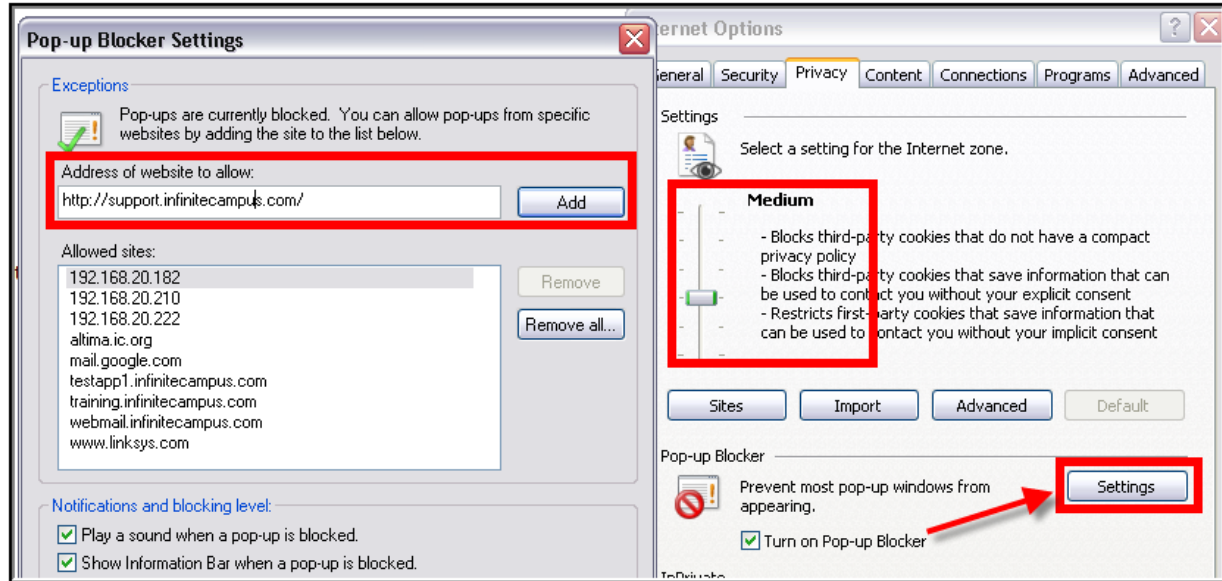 Pop-up Blocker Settings
Exceptions
Pop-ups are currently blocked. You can allow pop-ups from specific
websites by adding the site to the list below.
Address of website to allow:
http://support.infinitecampus.com/
Add
Allowed sites:
192.168.20.182
192.168.20.210
192.168.20.222
altima.ic.org
mail.google.com
testapp1.infinitecampus.com
training.infinitecampus.com
webmail.infinitecampus.com
www.linksys.com
Remove
Remove all...
Notifications and blocking level:
Play a sound when a pop-up is blocked.
Show Information Bar when a pop-up is blocked.
ternet Options
General Security Privacy Content Connections Programs Advanced
Settings
Select a setting for the Internet zone.
Medium
- Blocks third-party cookies that do not have a compact
privacy policy
- Blocks third-party cookies that save information that can
be used to contact you without your explicit consent
- Restricts first-party cookies that save information that
can be used to contact you without your implicit consent
Sites Import Advanced Default
Pop-up Blocker
Prevent most pop-up windows from
appearing.
Settings
Turn on Pop-up Blocker
InPrivate